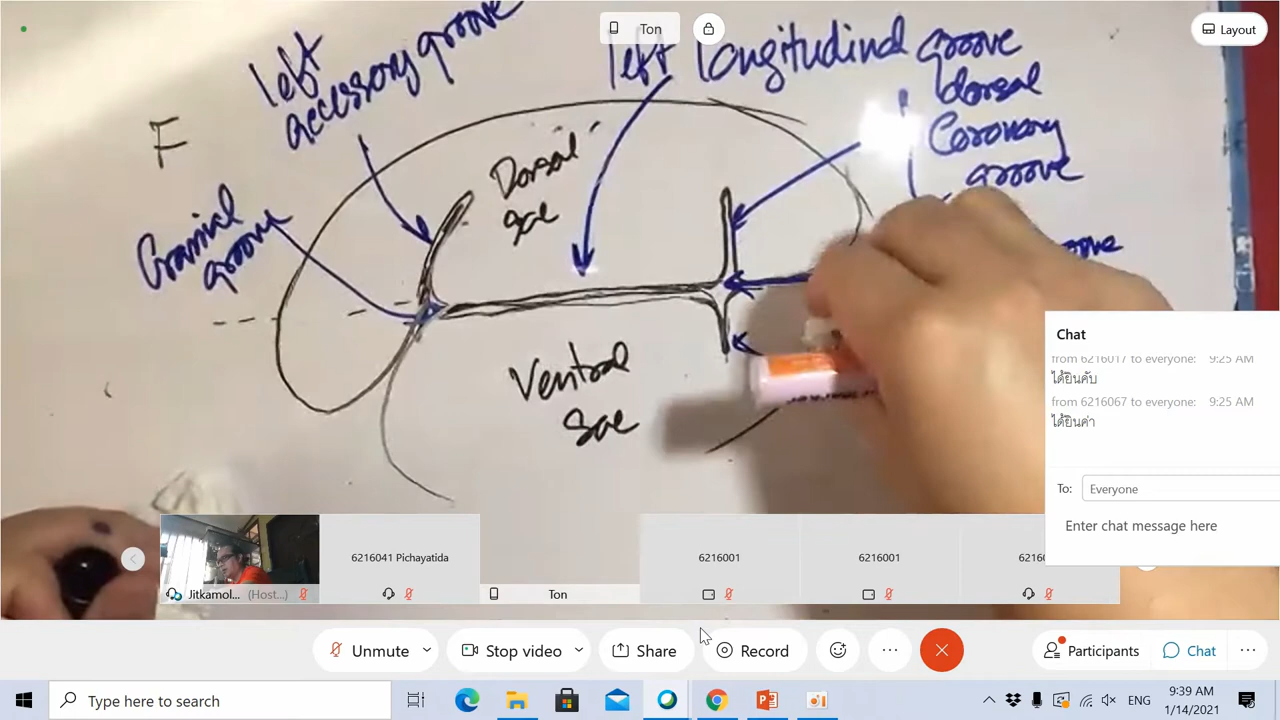 Ton
Layout
left
accessory groove
left longitudinal groove
dorsal
Coronary
groove
F
Dorsal
sac
Cranial
groove
Ventral
sac
Chat
from 6216017 to everyone: 9:25 AM
ได้ยินคับ
from 6216067 to everyone: 9:25 AM
ได้ยินค่า
To: Everyone
Enter chat message here
6216041 Pichayatida
6216001
6216001
Jitkamol... (Host...)
Ton
Unmute
Stop video
Share
Record
Participants
Chat
Type here to search
ENG
9:39 AM
1/14/2021